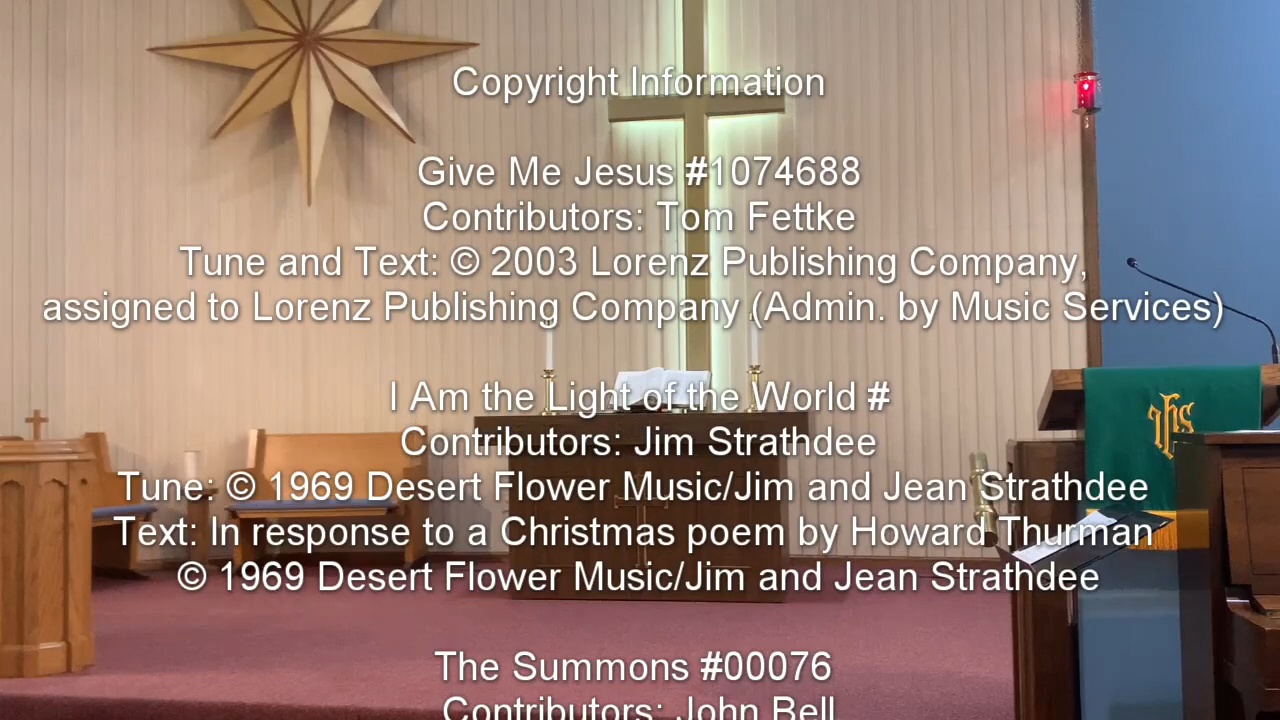 Copyright Information
Give Me Jesus #1074688
Contributors: Tom Fettke
Tune and Text: © 2003 Lorenz Publishing Company,
assigned to Lorenz Publishing Company (Admin. by Music Services)
I Am the Light of the World #
Contributors: Jim Strathdee
Tune: © 1969 Desert Flower Music/Jim and Jean Strathdee
Text: In response to a Christmas poem by Howard Thurman
© 1969 Desert Flower Music/Jim and Jean Strathdee
The Summons #00076
Contributors: John Bell
IHS